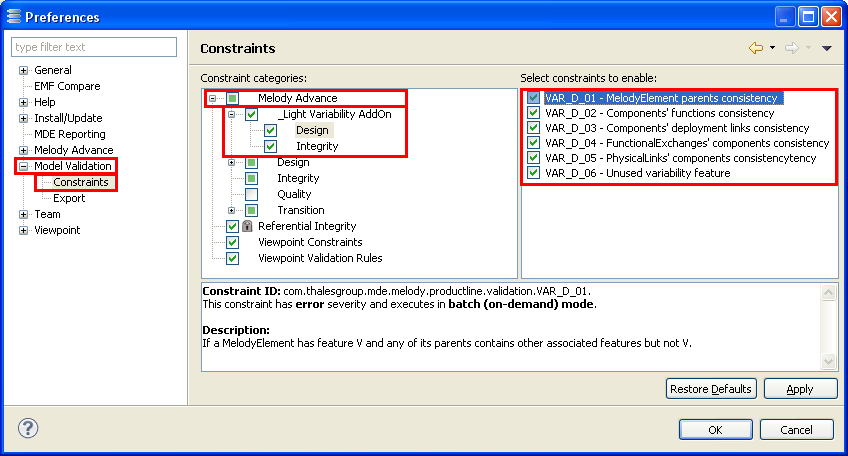 Preferences
type filter text
General
EMF Compare
Help
Install/Update
MDE Reporting
Melody Advance
Model Validation
Constraints
Export
Team
Viewpoint
Constraints
Constraint categories:
Melody Advance
_Light Variability AddOn
Design
Integrity
Design
Integrity
Quality
Transition
Referential Integrity
Viewpoint Constraints
Viewpoint Validation Rules
Select constraints to enable:
VAR_D_01 - MelodyElement parents consistency
VAR_D_02 - Components' functions consistency
VAR_D_03 - Components' deployment links consistency
VAR_D_04 - FunctionalExchanges' components consistency
VAR_D_05 - PhysicalLinks' components consistencytency
VAR_D_06 - Unused variability feature
Constraint ID: com.thalesgroup.mde.melody.productline.validation.VAR_D_01.
This constraint has error severity and executes in batch (on-demand) mode.
Description:
If a MelodyElement has feature V and any of its parents contains other associated features but not V.
Restore Defaults
Apply
?
OK
Cancel